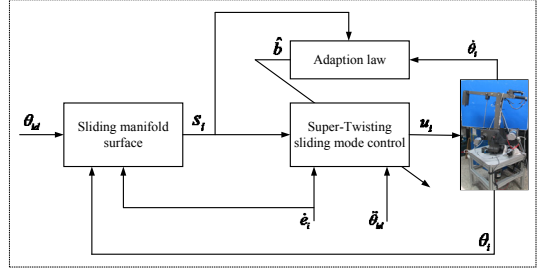 b̂
Adaption law
θ̇ᵢ
θᵢd
Sliding manifold
surface
sᵢ
Super-Twisting
sliding mode control
uᵢ
ėᵢ
θ̈ᵢd
θᵢ